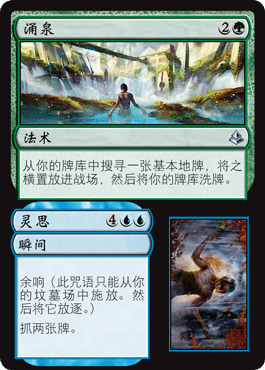 涌泉 2
法术
从你的牌库中搜寻一张基本地牌，将之
横置放进战场，然后将你的牌库洗牌。
灵思 4
瞬间
余响（此咒语只能从你
的坟墓场中施放。然
后将它放逐。）
抓两张牌。